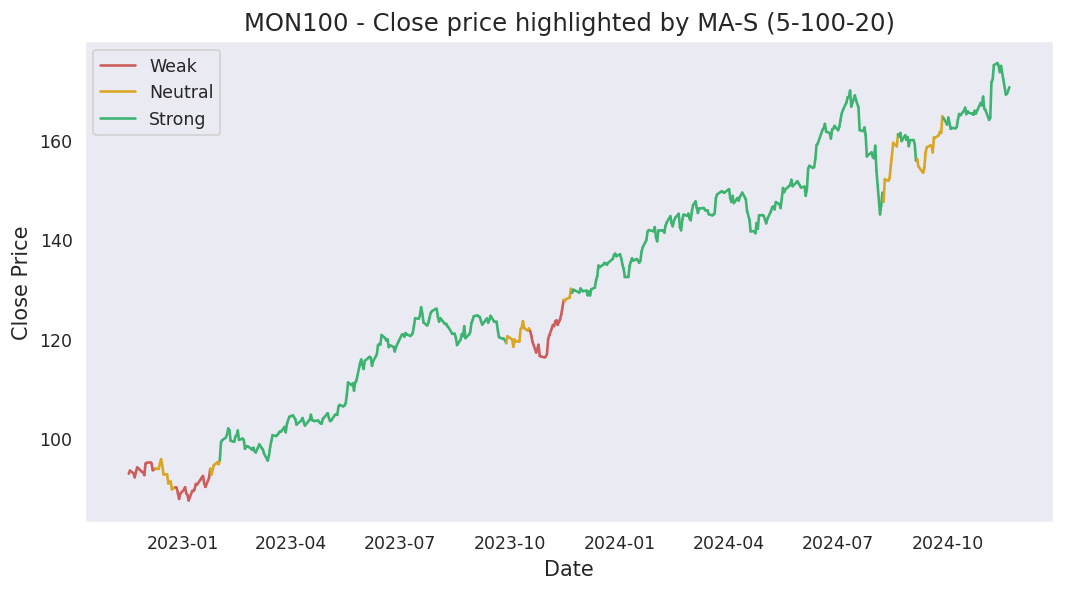 MON100 - Close price highlighted by MA-S (5-100-20)
Weak
Neutral
Strong
Close Price
160
140
120
100
2023-01 2023-04 2023-07 2023-10 2024-01 2024-04 2024-07 2024-10
Date